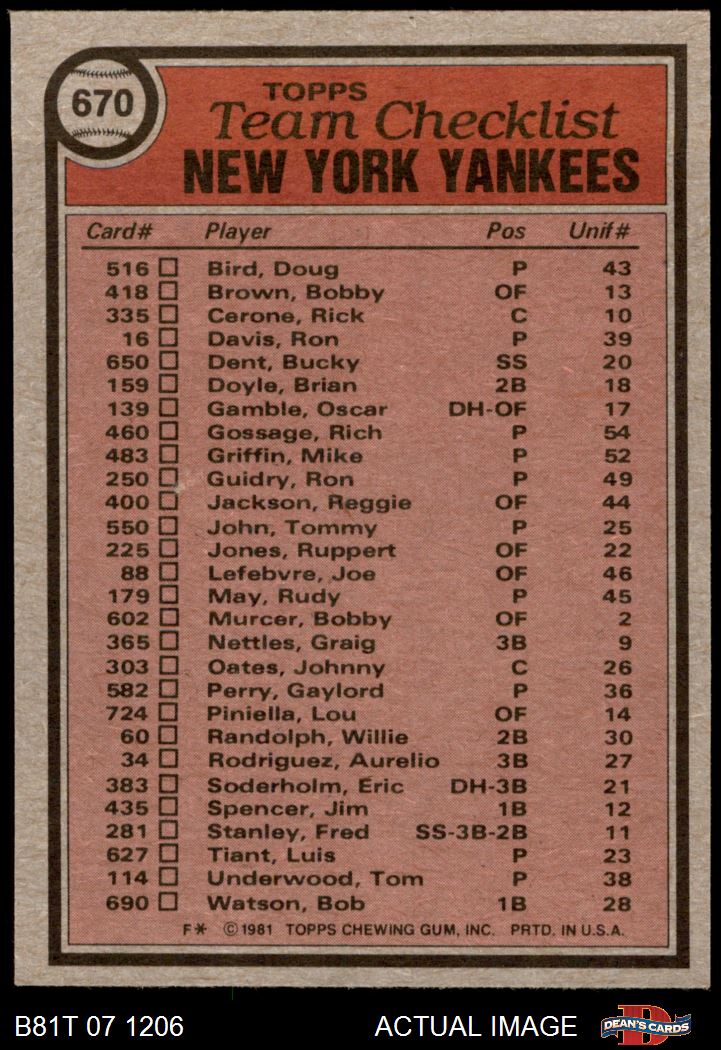 670
TOPPS
Team Checklist
NEW YORK YANKEES
Card# Player Pos Unif#
516 Bird, Doug P 43
418 Brown, Bobby OF 13
335 Cerone, Rick C 10
16 Davis, Ron P 39
650 Dent, Bucky SS 20
159 Doyle, Brian 2B 18
139 Gamble, Oscar DH-OF 17
460 Gossage, Rich P 54
483 Griffin, Mike P 52
250 Guidry, Ron P 49
400 Jackson, Reggie OF 44
550 John, Tommy P 25
225 Jones, Ruppert OF 22
88 Lefebvre, Joe OF 46
179 May, Rudy P 45
602 Murcer, Bobby OF 2
365 Nettles, Graig 3B 9
303 Oates, Johnny C 26
582 Perry, Gaylord P 36
724 Piniella, Lou OF 14
60 Randolph, Willie 2B 30
34 Rodriguez, Aurelio 3B 27
383 Soderholm, Eric DH-3B 21
435 Spencer, Jim 1B 12
281 Stanley, Fred SS-3B-2B 11
627 Tiant, Luis P 23
114 Underwood, Tom P 38
690 Watson, Bob 1B 28
F* © 1981 TOPPS CHEWING GUM, INC. PRTD. IN U.S.A.
B81T 07 1206 ACTUAL IMAGE D DEAN'S CARDS